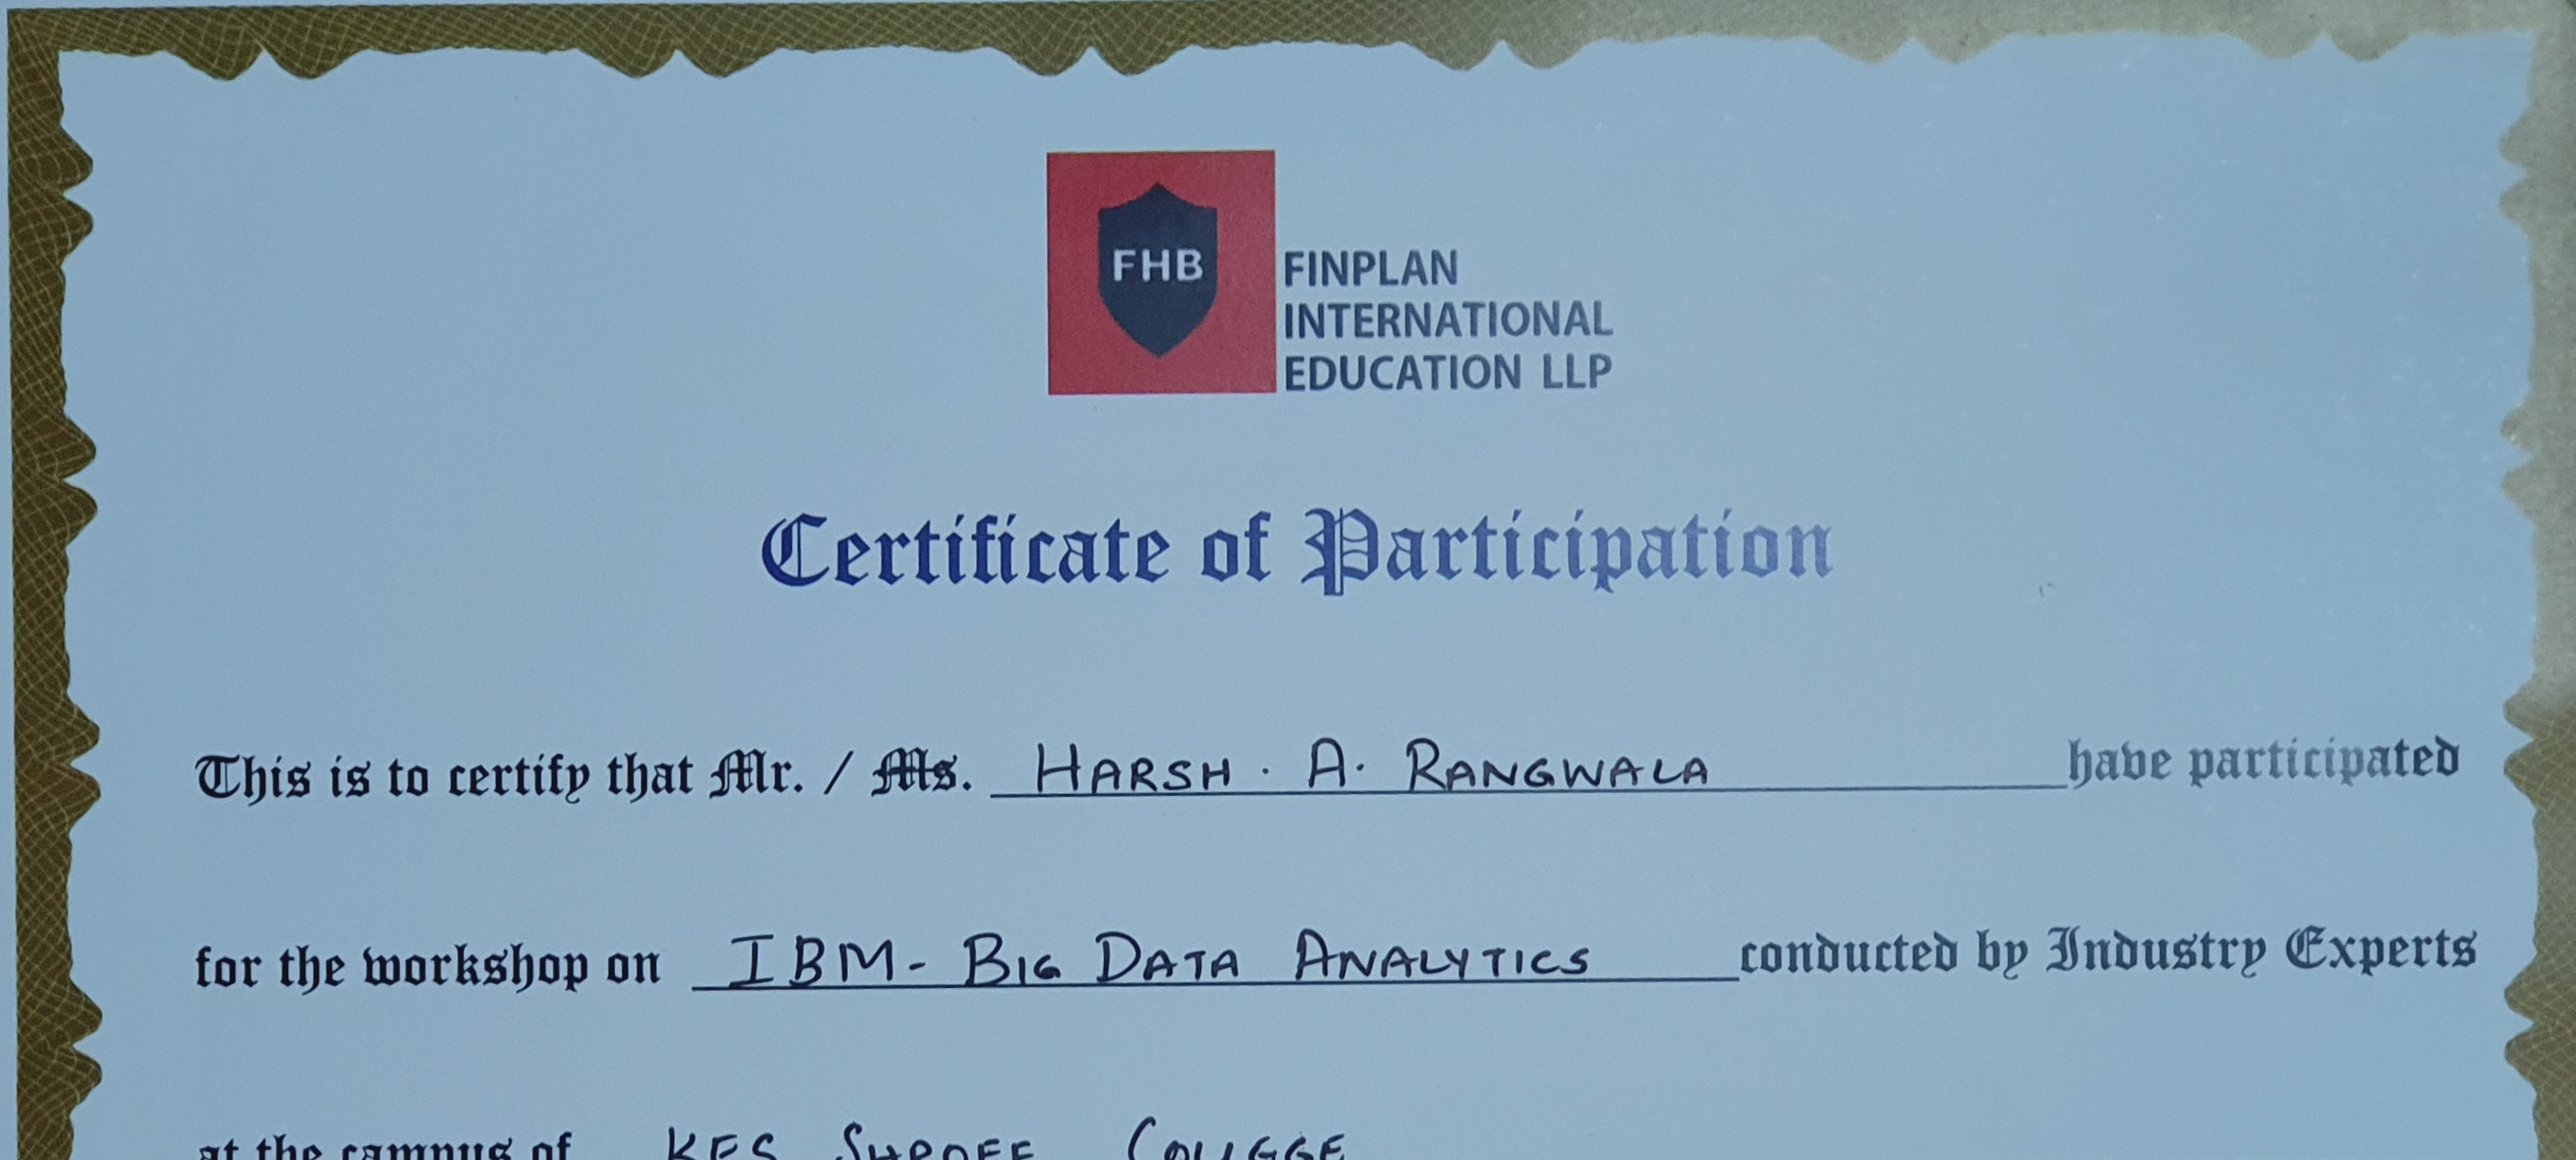 FHB
FINPLAN
INTERNATIONAL
EDUCATION LLP
Certificate of Participation
This is to certify that Mr. / Ms. HARSH. A. RANGWALA have participated
for the workshop on IBM - BIG DATA ANALYTICS conducted by Industry Experts
at the campus of KES SHROFF COLLEGE